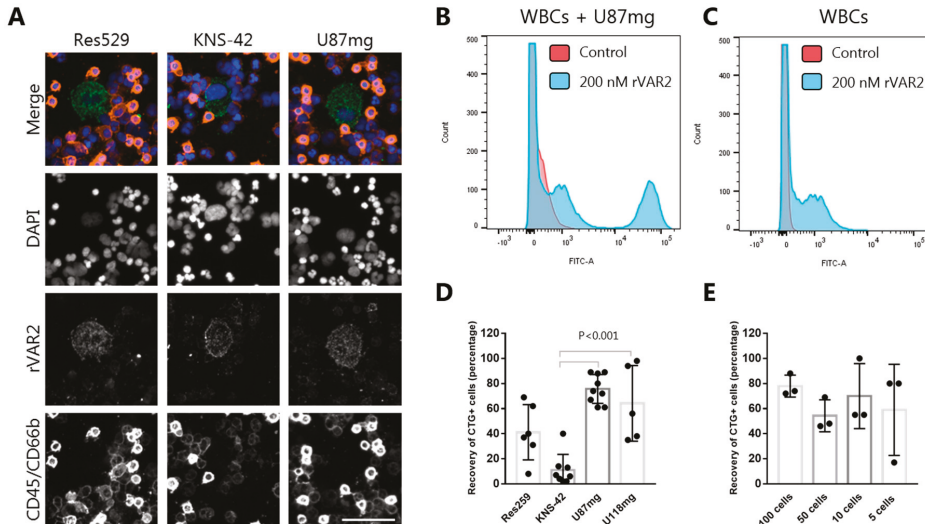 A
Res529
KNS-42
U87mg
Merge
DAPI
rVAR2
CD45/CD66b
B
WBCs + U87mg
Control
200 nM rVAR2
Count
500
400
300
200
100
0
-10³
0
10³
10⁴
10⁵
FITC-A
C
WBCs
Control
200 nM rVAR2
Count
500
400
300
200
100
0
-10³
0
10³
10⁴
10⁵
FITC-A
D
P<0.001
Recovery of CTG+ cells (percentage)
120
100
80
60
40
20
0
Res259
KNS-42
U87mg
U118mg
E
Recovery of CTG+ cells (percentage)
120
100
80
60
40
20
0
100 cells
50 cells
10 cells
5 cells